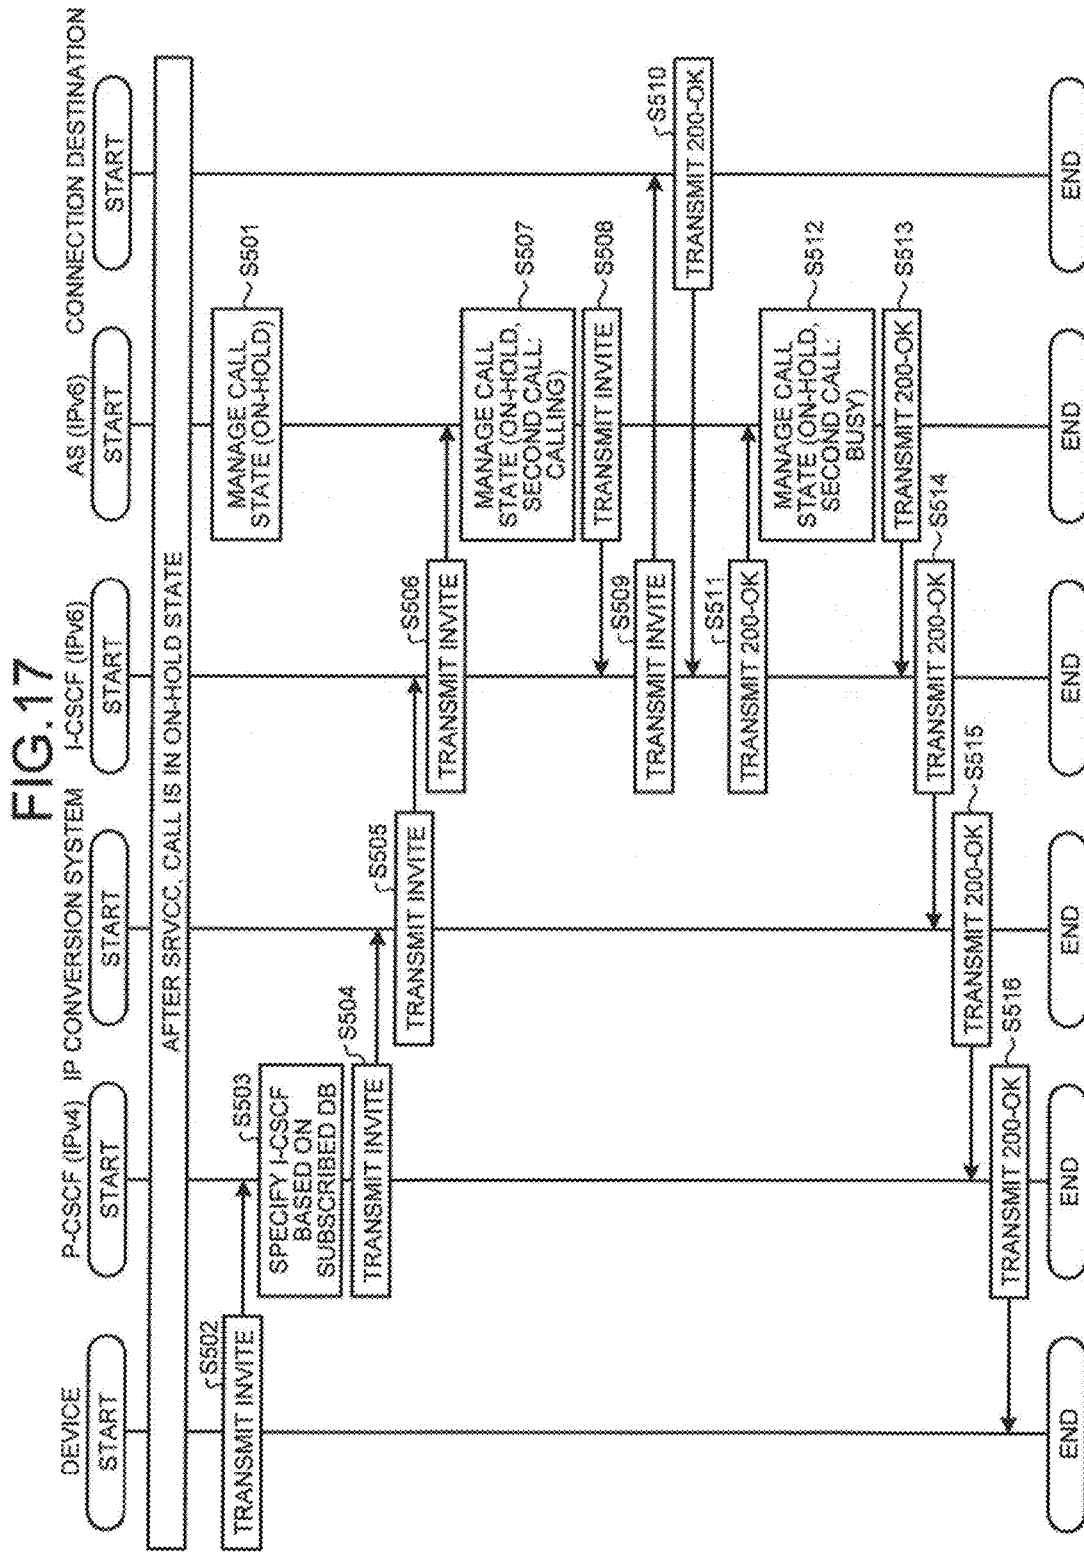 FIG.17
DEVICE
P-CSCF (IPv4)
IP CONVERSION SYSTEM
I-CSCF (IPv6)
AS (IPv6)
CONNECTION DESTINATION
START
START
START
START
START
START
AFTER SRVCC, CALL IS IN ON-HOLD STATE
S501
MANAGE CALL
STATE (ON-HOLD)
S502
TRANSMIT INVITE
S503
SPECIFY I-CSCF
BASED ON
SUBSCRIBED DB
S504
TRANSMIT INVITE
S505
TRANSMIT INVITE
S506
TRANSMIT INVITE
S507
MANAGE CALL
STATE (ON-HOLD,
SECOND CALL:
CALLING)
S508
TRANSMIT INVITE
S509
TRANSMIT INVITE
S510
TRANSMIT 200-OK
S511
TRANSMIT 200-OK
S512
MANAGE CALL
STATE (ON-HOLD,
SECOND CALL:
BUSY)
S513
TRANSMIT 200-OK
S514
TRANSMIT 200-OK
S515
TRANSMIT 200-OK
S516
TRANSMIT 200-OK
END
END
END
END
END
END